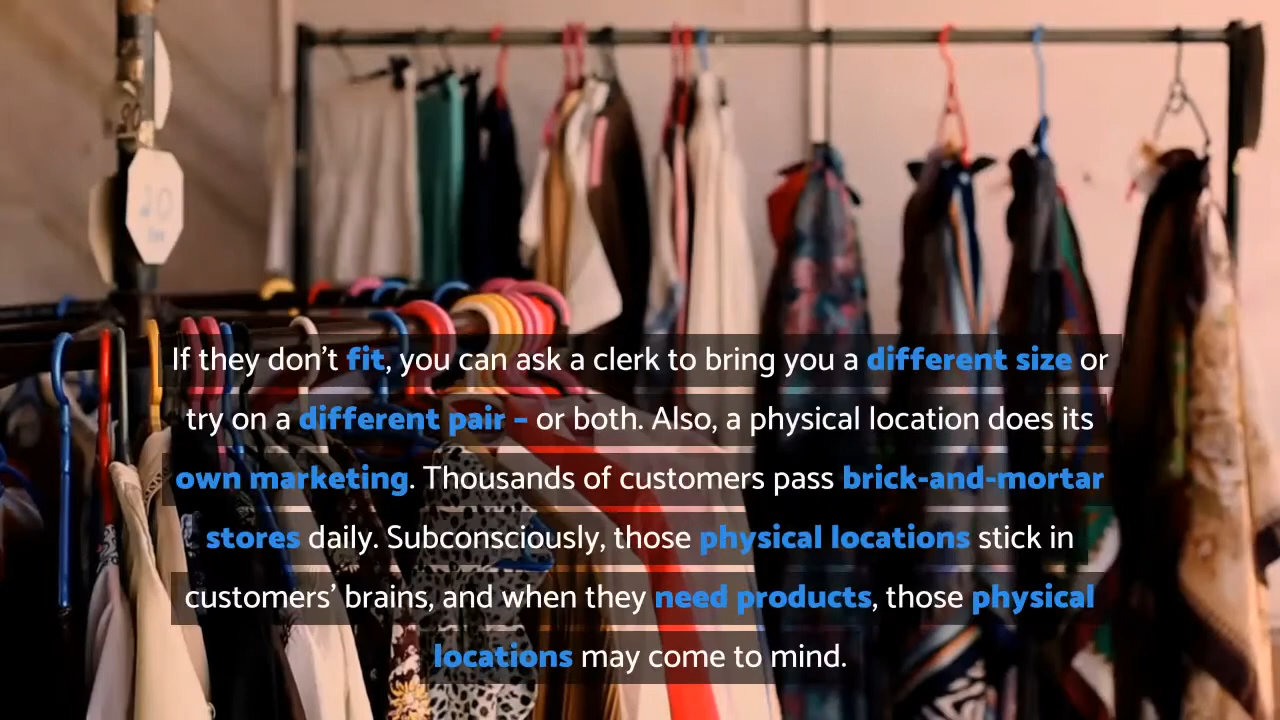 20
If they don’t fit, you can ask a clerk to bring you a different size or
try on a different pair – or both. Also, a physical location does its
own marketing. Thousands of customers pass brick-and-mortar
stores daily. Subconsciously, those physical locations stick in
customers’ brains, and when they need products, those physical
locations may come to mind.